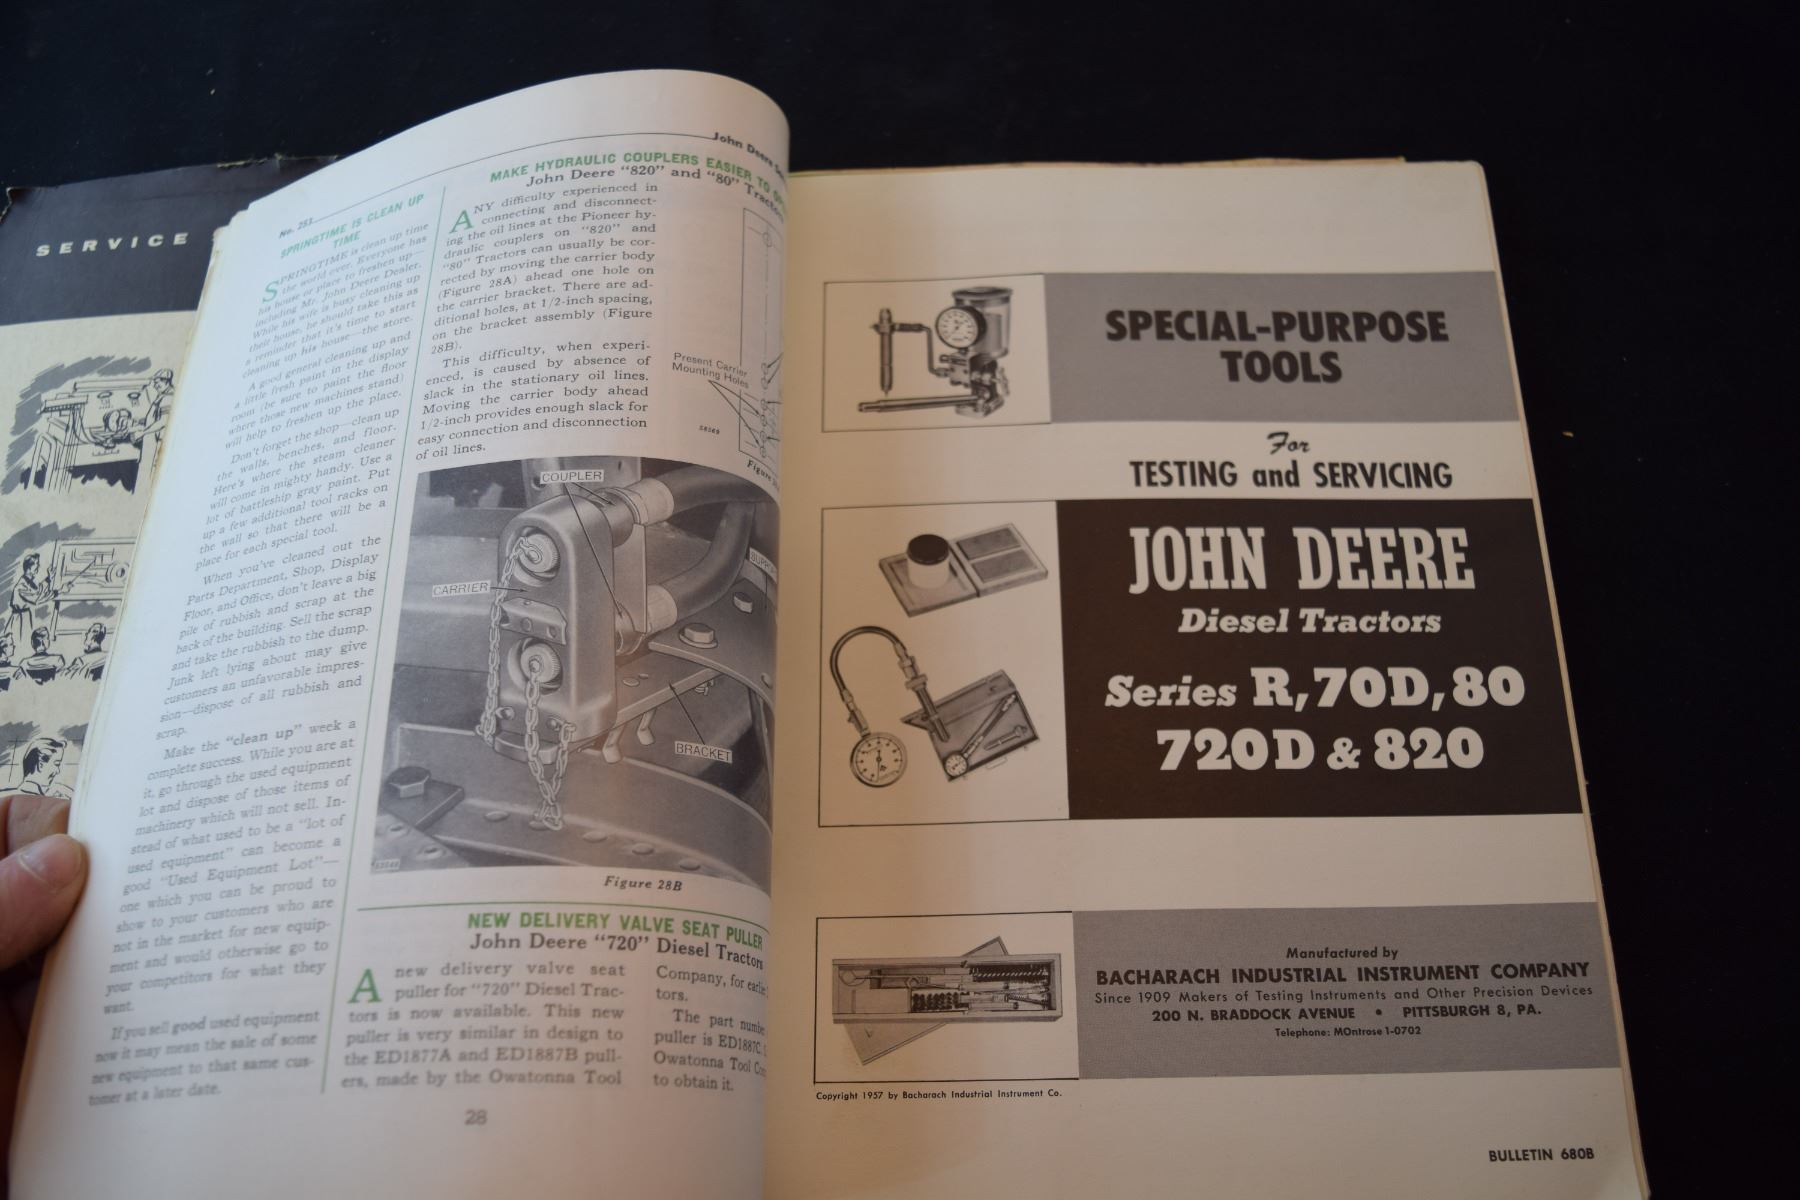 SERVICE
No. 253
John Deere
SPRINGTIME IS CLEAN UP
TIME
SPRINGTIME is clean up time
the world over. Everyone has
his house or place to freshen up—
including Mr. John Deere Dealer.
While his wife is busy cleaning up
their house, he should take this as
a reminder that it's time to start
cleaning up his house—the store.
A good general cleaning up and
a little fresh paint in the display
room (be sure to paint the floor
where those new machines stand)
will help to freshen up the place.
Don't forget the shop—clean up
the walls, benches, and floor.
Here's where the steam cleaner
will come in mighty handy. Use a
lot of battleship gray paint. Put
up a few additional tool racks on
the wall so that there will be a
place for each special tool.
When you've cleaned out the
Parts Department, Shop, Display
Floor, and Office, don't leave a big
pile of rubbish and scrap at the
back of the building. Sell the scrap
and take the rubbish to the dump.
Junk left lying about may give
customers an unfavorable impres-
sion—dispose of all rubbish and
scrap.
Make the "clean up" week a
complete success. While you are at
it, go through the used equipment
lot and dispose of those items of
machinery which will not sell. In-
stead of what used to be a "lot of
used equipment" can become a
good "Used Equipment Lot"—
one which you can be proud to
show to your customers who are
not in the market for new equip-
ment and would otherwise go to
your competitors for what they
want.
If you sell good used equipment
now it may mean the sale of some
new equipment to that same cus-
tomer at a later date.
MAKE HYDRAULIC COUPLERS EASIER TO
John Deere "820" and "80" Tractors
ANY difficulty experienced in
connecting and disconnect-
ing the oil lines at the Pioneer hy-
draulic couplers on "820" and
"80" Tractors can usually be cor-
rected by moving the carrier body
(Figure 28A) ahead one hole on
the carrier bracket. There are ad-
ditional holes, at 1/2-inch spacing,
on the bracket assembly (Figure
28B).
This difficulty, when experi-
enced, is caused by absence of
slack in the stationary oil lines.
Moving the carrier body ahead
1/2-inch provides enough slack for
easy connection and disconnection
of oil lines.
Present Carrier
Mounting Holes
58369
Figure
COUPLER
CARRIER
BRACKET
Figure 28B
NEW DELIVERY VALVE SEAT PULLER
John Deere "720" Diesel Tractors
A new delivery valve seat
puller for "720" Diesel Trac-
tors is now available. This new
puller is very similar in design to
the ED1877A and ED1887B pull-
ers, made by the Owatonna Tool
Company, for
tors.
The part
puller is ED1887C.
Owatonna Tool
to obtain it.
28
SPECIAL-PURPOSE
TOOLS
For
TESTING and SERVICING
JOHN DEERE
Diesel Tractors
Series R, 70D, 80
720D & 820
Manufactured by
BACHARACH INDUSTRIAL INSTRUMENT COMPANY
Since 1909 Makers of Testing Instruments and Other Precision Devices
200 N. BRADDOCK AVENUE • PITTSBURGH 8, PA.
Telephone: MOntrose 1-0702
Copyright 1957 by Bacharach Industrial Instrument Co.
BULLETIN 680B